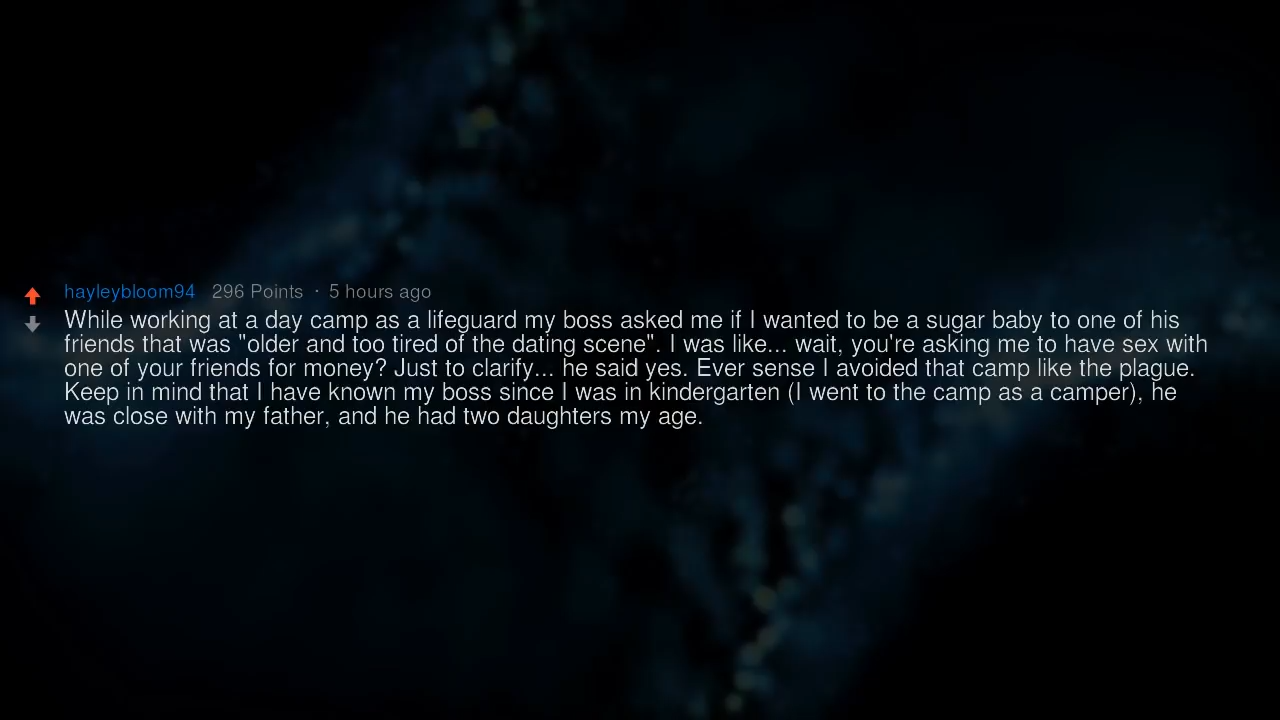 hayleybloom94 296 Points · 5 hours ago
While working at a day camp as a lifeguard my boss asked me if I wanted to be a sugar baby to one of his
friends that was "older and too tired of the dating scene". I was like... wait, you're asking me to have sex with
one of your friends for money? Just to clarify... he said yes. Ever sense I avoided that camp like the plague.
Keep in mind that I have known my boss since I was in kindergarten (I went to the camp as a camper), he
was close with my father, and he had two daughters my age.